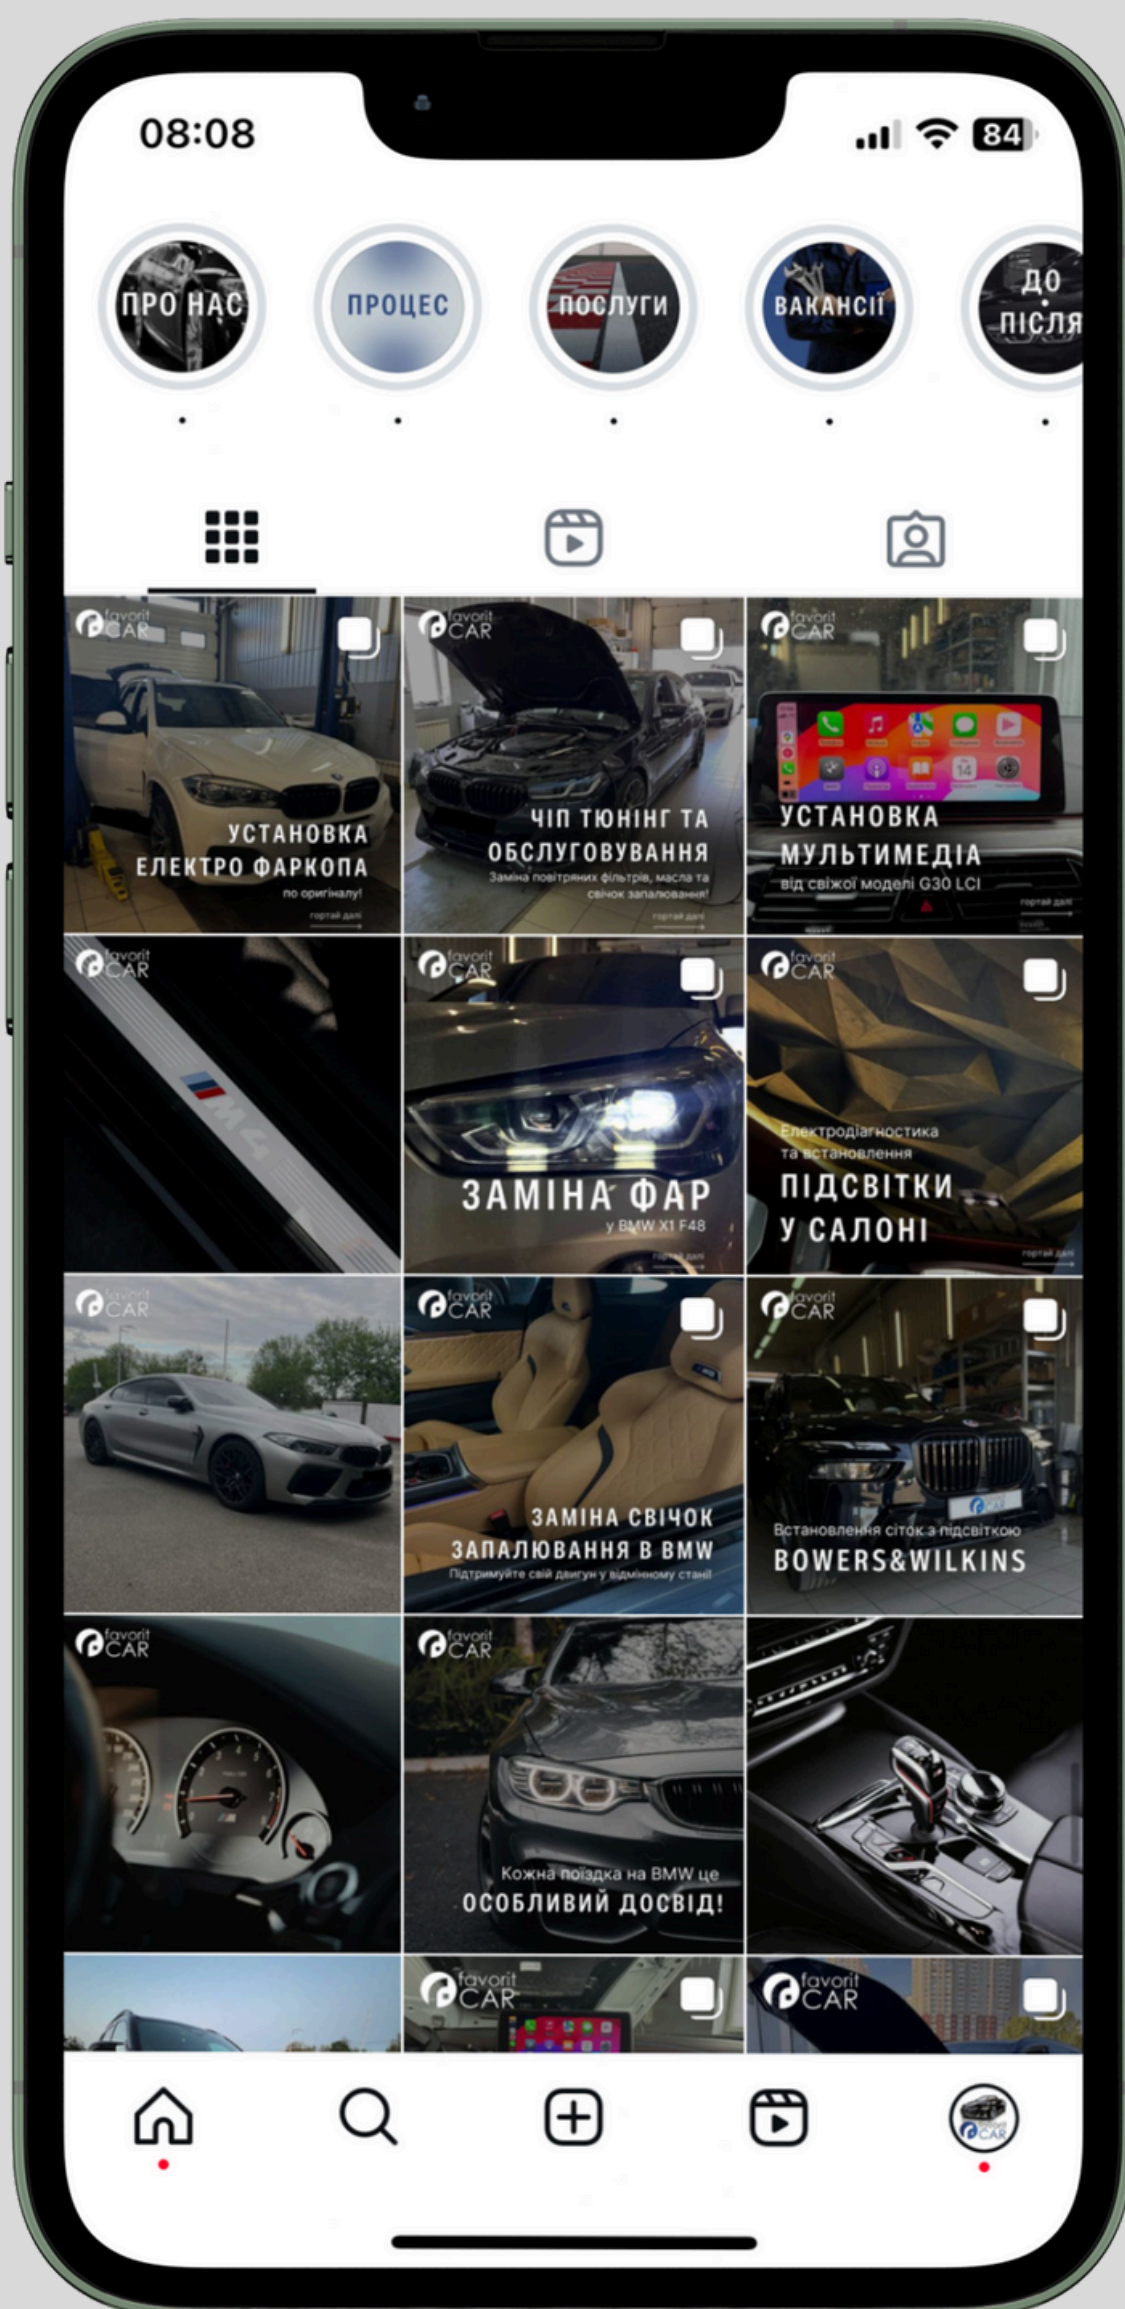 08:08
84
ПРО НАС
ПРОЦЕС
ПОСЛУГИ
ВАКАНСІЇ
ДО
ПІСЛЯ
favorit
CAR
УСТАНОВКА
ЕЛЕКТРО ФАРКОПА
по оригіналу!
гортай далі
favorit
CAR
ЧІП ТЮНІНГ ТА
ОБСЛУГОВУВАННЯ
Заміна повітряних фільтрів, масла та
свічок запалювання!
гортай далі
favorit
CAR
14
УСТАНОВКА
МУЛЬТИМЕДІА
від свіжої моделі G30 LCI
гортай далі
favorit
CAR
M4
favorit
CAR
ЗАМІНА ФАР
у BMW X1 F48
гортай далі
favorit
CAR
Електродіагностика
та встановлення
ПІДСВІТКИ
У САЛОНІ
гортай далі
favorit
CAR
favorit
CAR
ЗАМІНА СВІЧОК
ЗАПАЛЮВАННЯ В BMW
Підтримуйте свій двигун у відмінному стані!
favorit
CAR
Встановлення сіток з підсвіткою
BOWERS&WILKINS
favorit
CAR
favorit
CAR
Кожна поїздка на BMW це
ОСОБЛИВИЙ ДОСВІД!
favorit
CAR
favorit
CAR
CAR